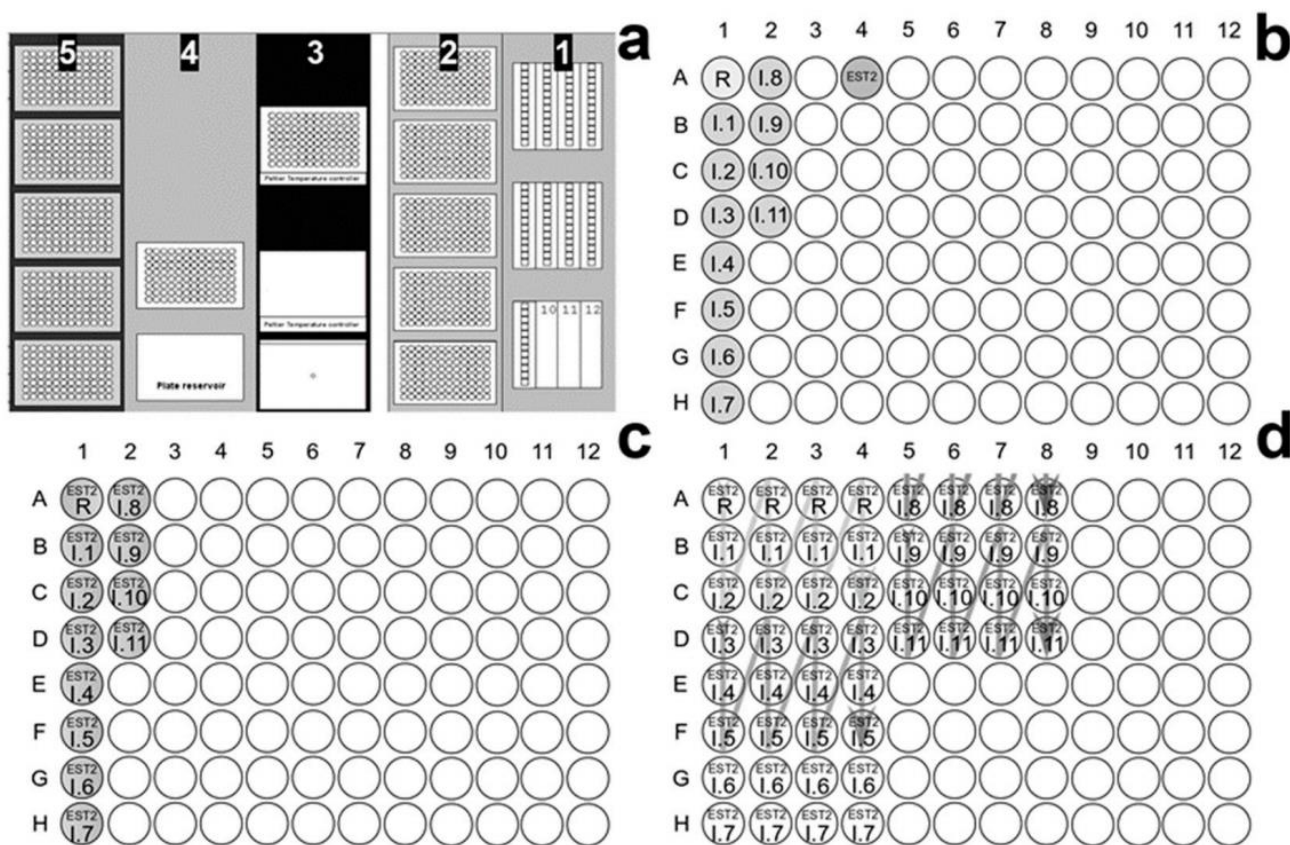 a
5 4 3 2 1
Peltier Temperature controller
Peltier Temperature controller
Plate reservoir
10 11 12
b
1 2 3 4 5 6 7 8 9 10 11 12
A R I.8 EST2
B I.1 I.9
C I.2 I.10
D I.3 I.11
E I.4
F I.5
G I.6
H I.7
c
1 2 3 4 5 6 7 8 9 10 11 12
A EST2 R EST2 I.8
B EST2 I.1 EST2 I.9
C EST2 I.2 EST2 I.10
D EST2 I.3 EST2 I.11
E EST2 I.4
F EST2 I.5
G EST2 I.6
H EST2 I.7
d
1 2 3 4 5 6 7 8 9 10 11 12
A EST2 R EST2 R EST2 R EST2 R EST2 I.8 EST2 I.8 EST2 I.8 EST2 I.8
B EST2 I.1 EST2 I.1 EST2 I.1 EST2 I.1 EST2 I.9 EST2 I.9 EST2 I.9 EST2 I.9
C EST2 I.2 EST2 I.2 EST2 I.2 EST2 I.2 EST2 I.10 EST2 I.10 EST2 I.10 EST2 I.10
D EST2 I.3 EST2 I.3 EST2 I.3 EST2 I.3 EST2 I.11 EST2 I.11 EST2 I.11 EST2 I.11
E EST2 I.4 EST2 I.4 EST2 I.4 EST2 I.4
F EST2 I.5 EST2 I.5 EST2 I.5 EST2 I.5
G EST2 I.6 EST2 I.6 EST2 I.6 EST2 I.6
H EST2 I.7 EST2 I.7 EST2 I.7 EST2 I.7